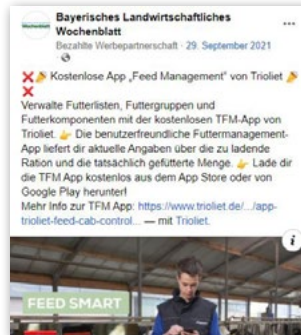 Bayerisches Landwirtschaftliches
Wochenblatt
Wochenblatt
Bezahlte Werbepartnerschaft · 29. September 2021
❌🎉 Kostenlose App „Feed Management" von Trioliet 🎉
❌
Verwalte Futterlisten, Futtergruppen und
Futterkomponenten mit der kostenlosen TFM-App von
Trioliet. 👉 Die benutzerfreundliche Futtermanagement-
App liefert dir aktuelle Angaben über die zu ladende
Ration und die tatsächlich gefütterte Menge. 👉 Lade dir
die TFM App kostenlos aus dem App Store oder von
Google Play herunter!
Mehr Info zur TFM App: https://www.trioliet.de/.../app-
trioliet-feed-cab-control... — mit Trioliet.
FEED SMART